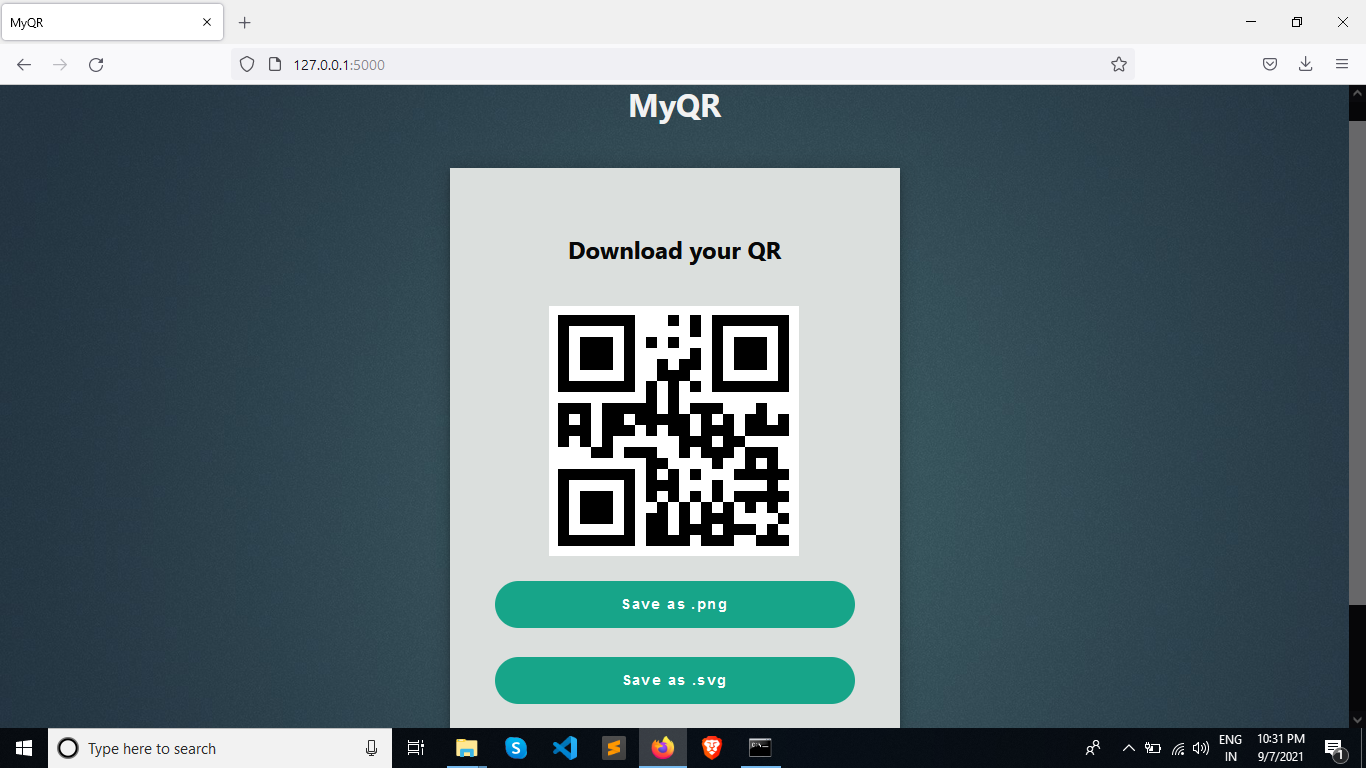 MyQR
127.0.0.1:5000
MyQR
Download your QR
Save as .png
Save as .svg
Type here to search
ENG
IN
10:31 PM
9/7/2021
1